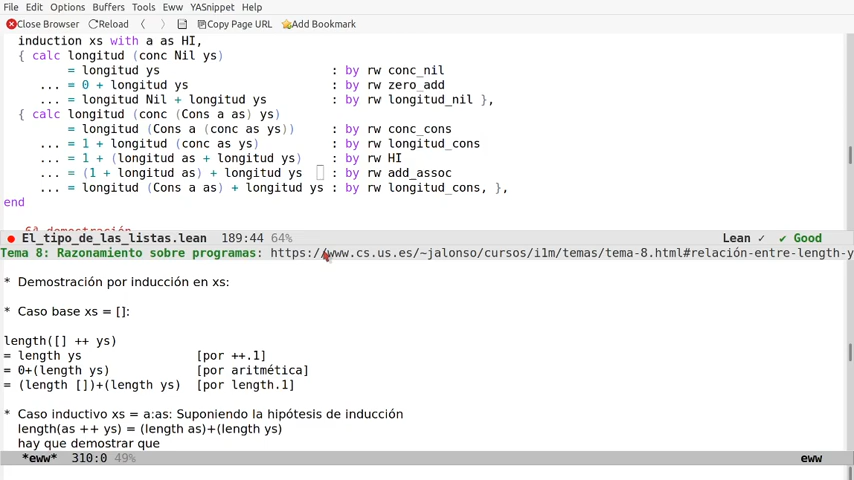 File Edit Options Buffers Tools Eww YASnippet Help
Close Browser Reload Copy Page URL Add Bookmark
induction xs with a as HI,
{ calc longitud (conc Nil ys)
= longitud ys : by rw conc_nil
... = 0 + longitud ys : by rw zero_add
... = longitud Nil + longitud ys : by rw longitud_nil },
{ calc longitud (conc (Cons a as) ys)
= longitud (Cons a (conc as ys)) : by rw conc_cons
... = 1 + longitud (conc as ys) : by rw longitud_cons
... = 1 + (longitud as + longitud ys) : by rw HI
... = (1 + longitud as) + longitud ys : by rw add_assoc
... = longitud (Cons a as) + longitud ys : by rw longitud_cons, },
end
El_tipo_de_las_listas.lean 189:44 64% Lean ✓ ✔ Good
Tema 8: Razonamiento sobre programas: https://www.cs.us.es/~jalonso/cursos/i1m/temas/tema-8.html#relación-entre-length-y
* Demostración por inducción en xs:
* Caso base xs = []:
length([] ++ ys)
= length ys [por ++.1]
= 0+(length ys) [por aritmética]
= (length [])+(length ys) [por length.1]
* Caso inductivo xs = a:as: Suponiendo la hipótesis de inducción
length(as ++ ys) = (length as)+(length ys)
hay que demostrar que
*eww* 310:0 49% eww